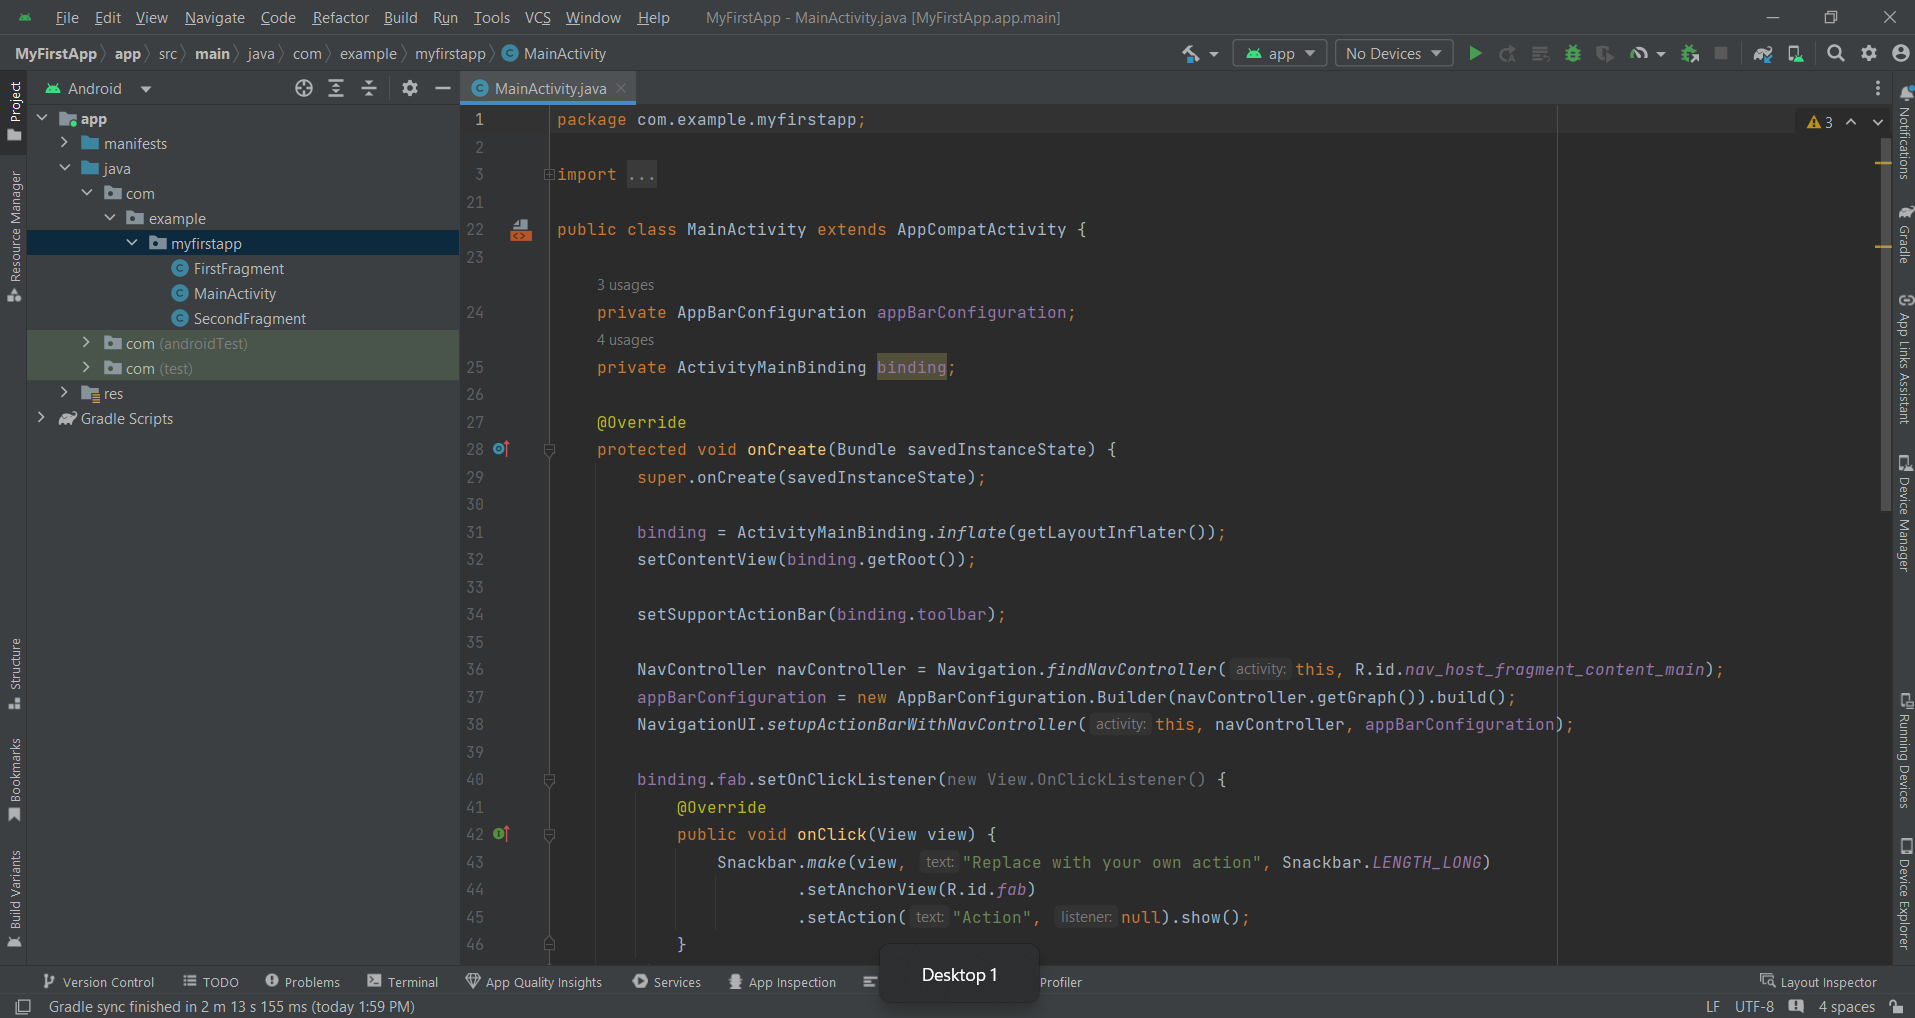 File Edit View Navigate Code Refactor Build Run Tools VCS Window Help MyFirstApp - MainActivity.java [MyFirstApp.app.main]
MyFirstApp app src main java com example myfirstapp MainActivity app No Devices
Android
MainActivity.java
Project
Resource Manager
Structure
Bookmarks
Build Variants
app
manifests
java
com
example
myfirstapp
FirstFragment
MainActivity
SecondFragment
com (androidTest)
com (test)
res
Gradle Scripts
3
1 package com.example.myfirstapp;
2
3 import ...
21
22 public class MainActivity extends AppCompatActivity {
23
3 usages
24 private AppBarConfiguration appBarConfiguration;
4 usages
25 private ActivityMainBinding binding;
26
27 @Override
28 protected void onCreate(Bundle savedInstanceState) {
29 super.onCreate(savedInstanceState);
30
31 binding = ActivityMainBinding.inflate(getLayoutInflater());
32 setContentView(binding.getRoot());
33
34 setSupportActionBar(binding.toolbar);
35
36 NavController navController = Navigation.findNavController( activity: this, R.id.nav_host_fragment_content_main);
37 appBarConfiguration = new AppBarConfiguration.Builder(navController.getGraph()).build();
38 NavigationUI.setupActionBarWithNavController( activity: this, navController, appBarConfiguration);
39
40 binding.fab.setOnClickListener(new View.OnClickListener() {
41 @Override
42 public void onClick(View view) {
43 Snackbar.make(view, text: "Replace with your own action", Snackbar.LENGTH_LONG)
44 .setAnchorView(R.id.fab)
45 .setAction( text: "Action", listener: null).show();
46 }
Notifications
Gradle
App Links Assistant
Device Manager
Running Devices
Device Explorer
Version Control TODO Problems Terminal App Quality Insights Services App Inspection Profiler Layout Inspector
Desktop 1
Gradle sync finished in 2 m 13 s 155 ms (today 1:59 PM) LF UTF-8 4 spaces